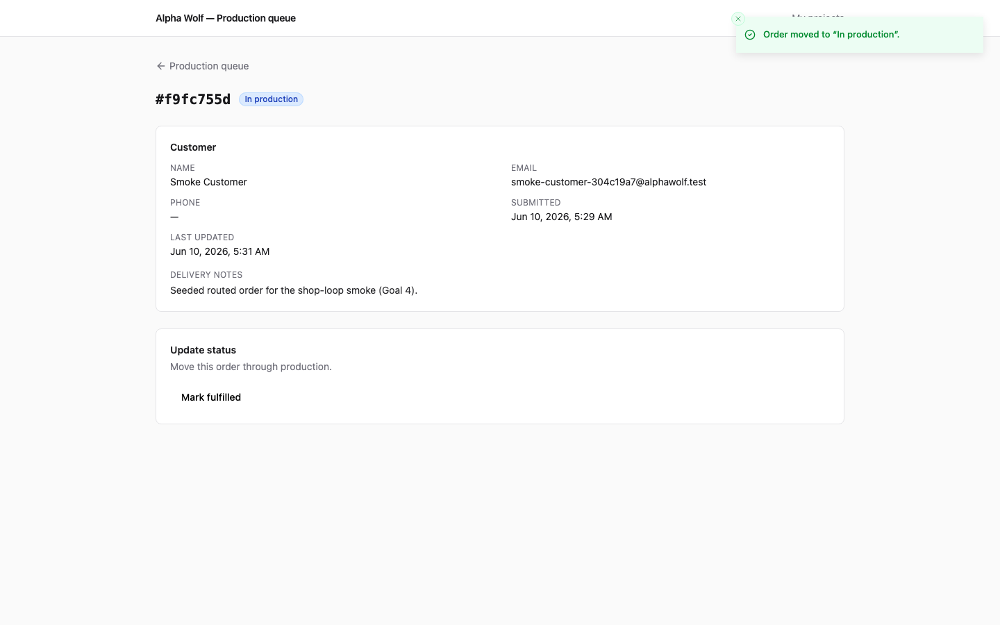 Alpha Wolf — Production queue
Order moved to “In production”.
Production queue
#f9fc755d In production
Customer
NAME
Smoke Customer
EMAIL
smoke-customer-304c19a7@alphawolf.test
PHONE
—
SUBMITTED
Jun 10, 2026, 5:29 AM
LAST UPDATED
Jun 10, 2026, 5:31 AM
DELIVERY NOTES
Seeded routed order for the shop-loop smoke (Goal 4).
Update status
Move this order through production.
Mark fulfilled